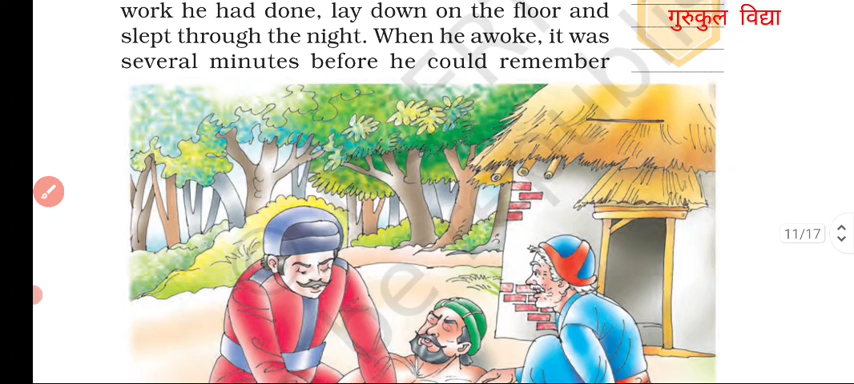 work he had done, lay down on the floor and
slept through the night. When he awoke, it was
several minutes before he could remember
गुरुकुल विद्या
11/17